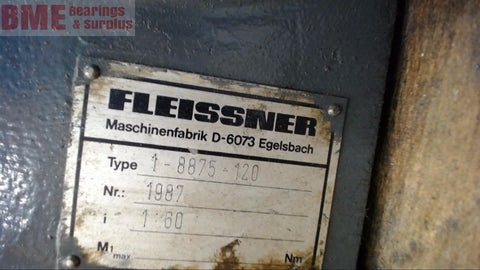 BME Bearings
& surplus
FLEISSNER
Maschinenfabrik D-6073 Egelsbach
Type 1-8875-120
Nr.: 1987
i 1:60
M1 max Nm